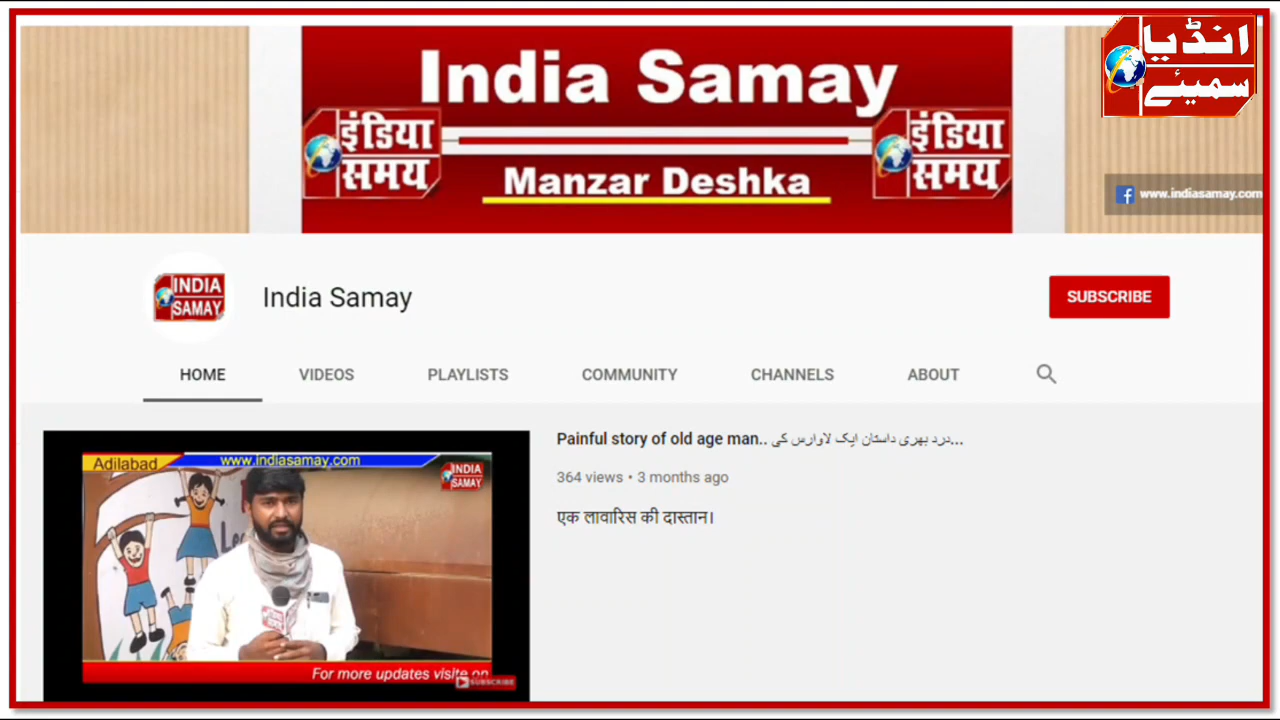 India Samay
انڈیا
سمیئے
इंडिया
समय
इंडिया
समय
Manzar Deshka
www.indiasamay.com
INDIA
SAMAY
India Samay
SUBSCRIBE
HOME VIDEOS PLAYLISTS COMMUNITY CHANNELS ABOUT
Painful story of old age man.. درد بھری داستان ایک لاوارس کی...
364 views • 3 months ago
एक लावारिस की दास्तान।
Adilabad www.indiasamay.com
INDIA
SAMAY
For more updates visite on
SUBSCRIBE